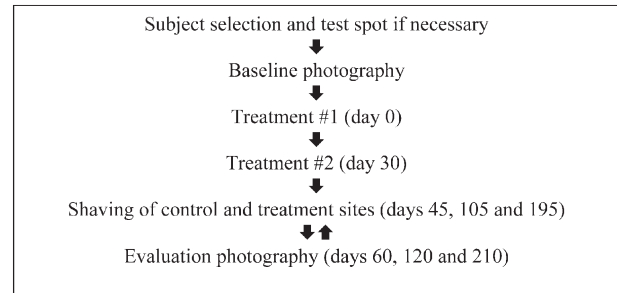 Subject selection and test spot if necessary
Baseline photography
Treatment #1 (day 0)
Treatment #2 (day 30)
Shaving of control and treatment sites (days 45, 105 and 195)
Evaluation photography (days 60, 120 and 210)